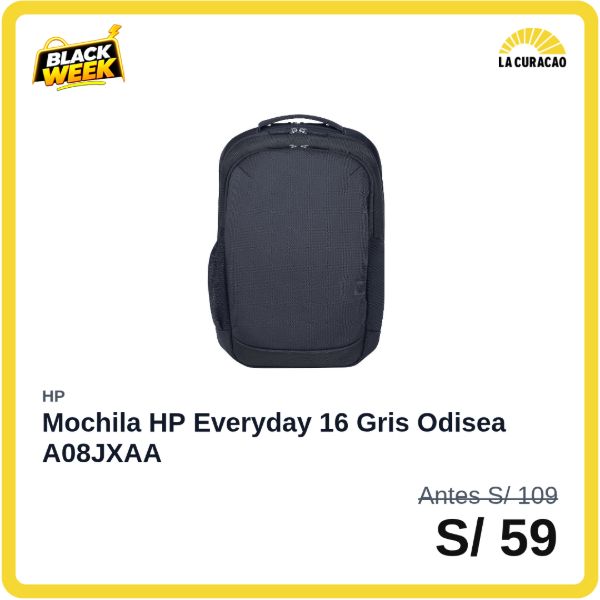 BLACK
WEEK
LA CURACAO
HP
Mochila HP Everyday 16 Gris Odisea
A08JXAA
Antes S/ 109
S/ 59